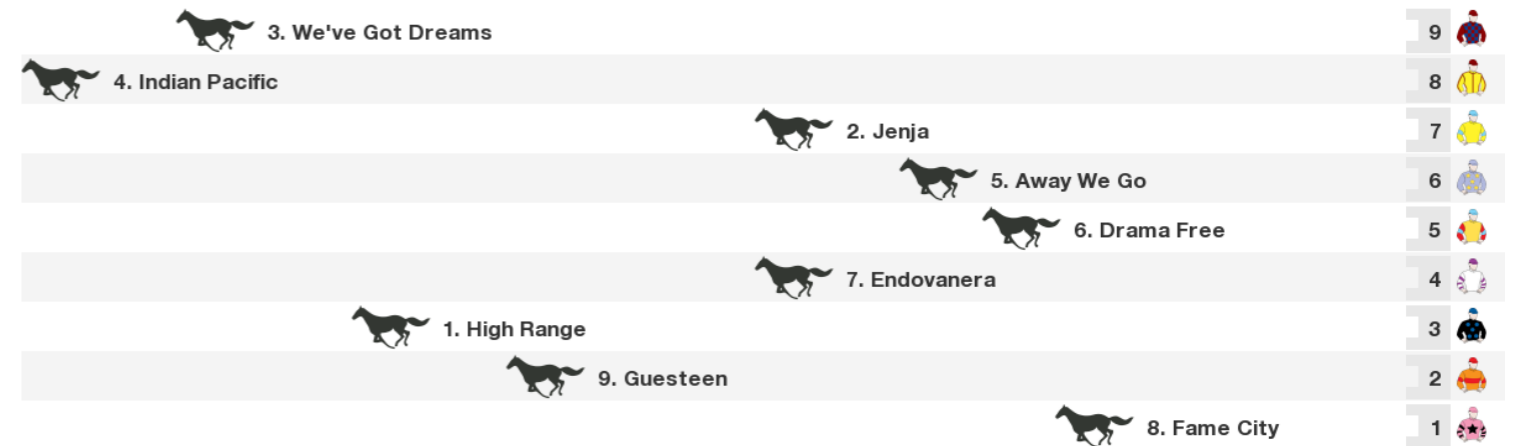 3. We've Got Dreams 9
4. Indian Pacific 8
2. Jenja 7
5. Away We Go 6
6. Drama Free 5
7. Endovanera 4
1. High Range 3
9. Guesteen 2
8. Fame City 1